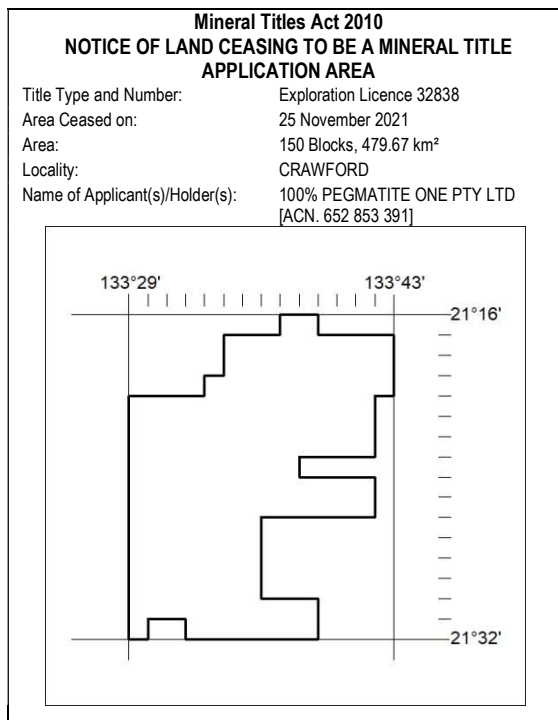 Mineral Titles Act 2010
NOTICE OF LAND CEASING TO BE A MINERAL TITLE
APPLICATION AREA
Title Type and Number: Exploration Licence 32838
Area Ceased on: 25 November 2021
Area: 150 Blocks, 479.67 km²
Locality: CRAWFORD
Name of Applicant(s)/Holder(s): 100% PEGMATITE ONE PTY LTD
[ACN. 652 853 391]
133°29' 133°43'
21°16'
21°32'